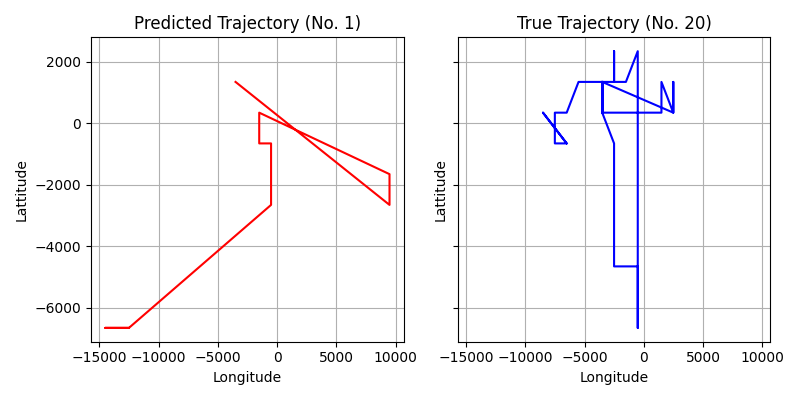 Predicted Trajectory (No. 1)
True Trajectory (No. 20)
Lattitude
2000
0
−2000
−4000
−6000
−15000 −10000 −5000 0 5000 10000
Longitude
Lattitude
−15000 −10000 −5000 0 5000 10000
Longitude